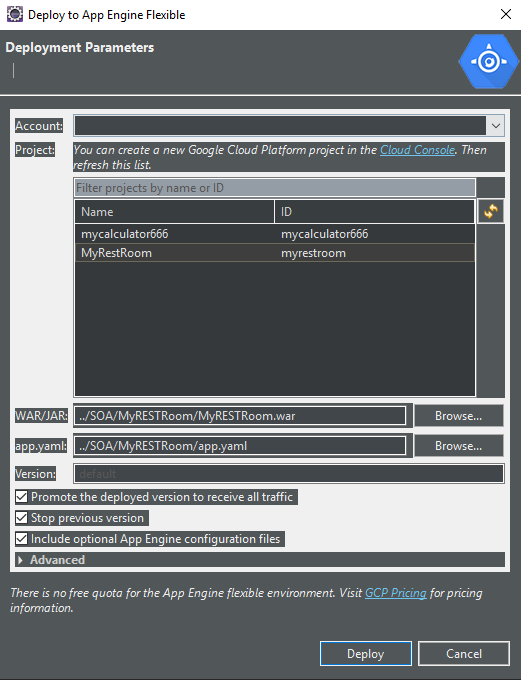 Deploy to App Engine Flexible
Deployment Parameters
Account:
Project: You can create a new Google Cloud Platform project in the Cloud Console. Then
refresh this list.
Filter projects by name or ID
Name ID
mycalculator666 mycalculator666
MyRestRoom myrestroom
WAR/JAR: ../SOA/MyRESTRoom/MyRESTRoom.war Browse...
app.yaml: ../SOA/MyRESTRoom/app.yaml Browse...
Version: default
Promote the deployed version to receive all traffic
Stop previous version
Include optional App Engine configuration files
Advanced
There is no free quota for the App Engine flexible environment. Visit GCP Pricing for pricing
information.
Deploy Cancel